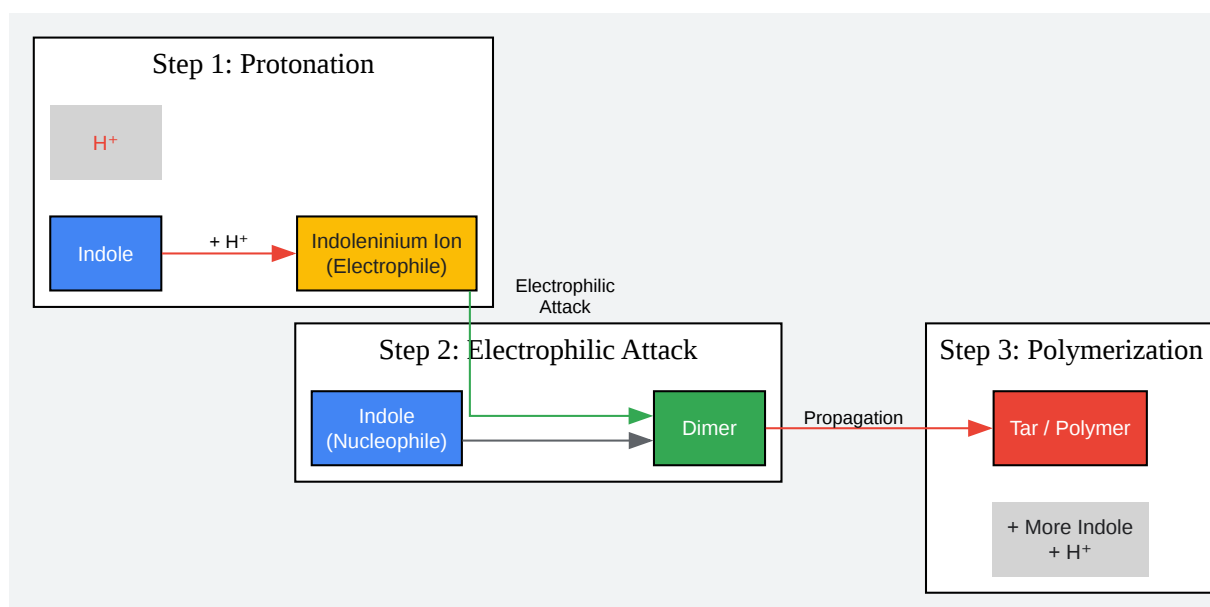 Step 1: Protonation
H⁺
Indole
+ H⁺
Indoleninium Ion
(Electrophile)
Electrophilic
Attack
Step 2: Electrophilic Attack
Indole
(Nucleophile)
Dimer
Propagation
Step 3: Polymerization
Tar / Polymer
+ More Indole
+ H⁺